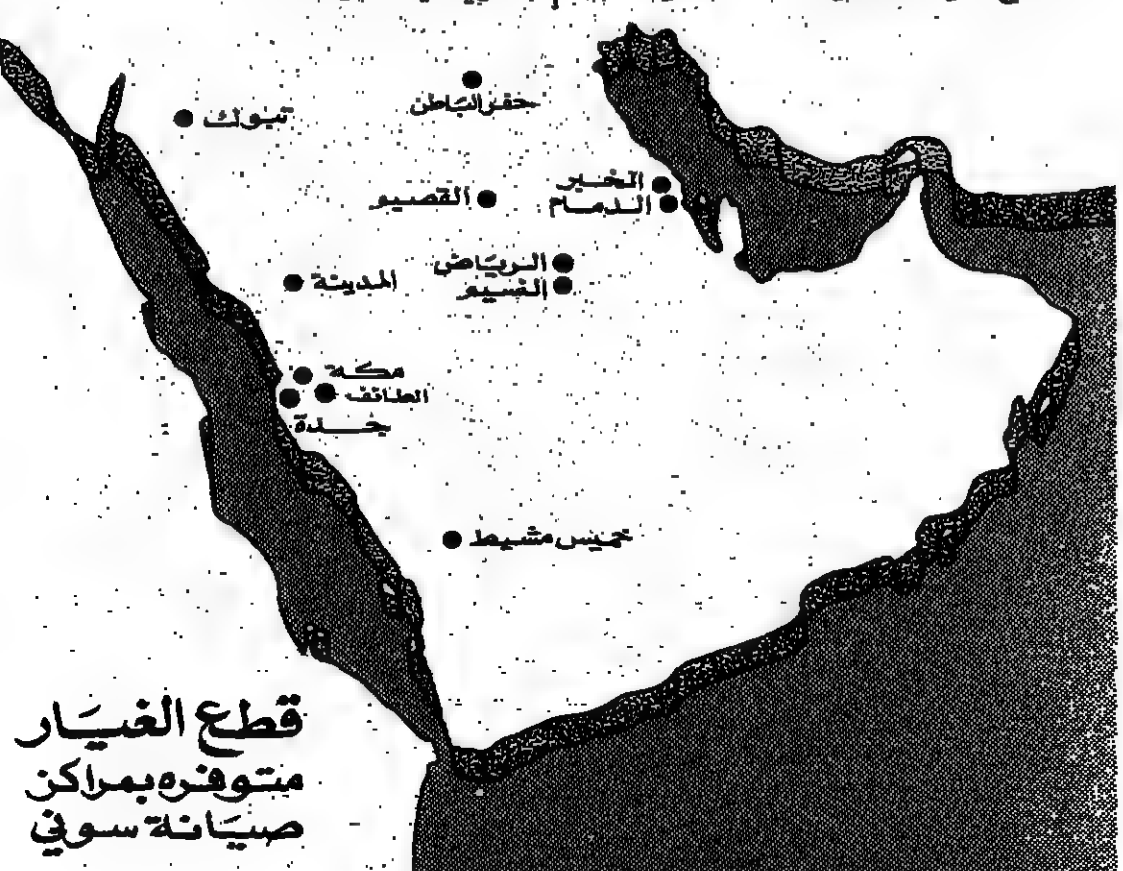 حفر الباطن
تبوك
الخبر
الدمام
القصيم
الرياض
النسيم
المدينة
مكة
الطائف
جدة
خميس مشيط
قطع الغيار
متوفره بمراكز
صيانة سوني